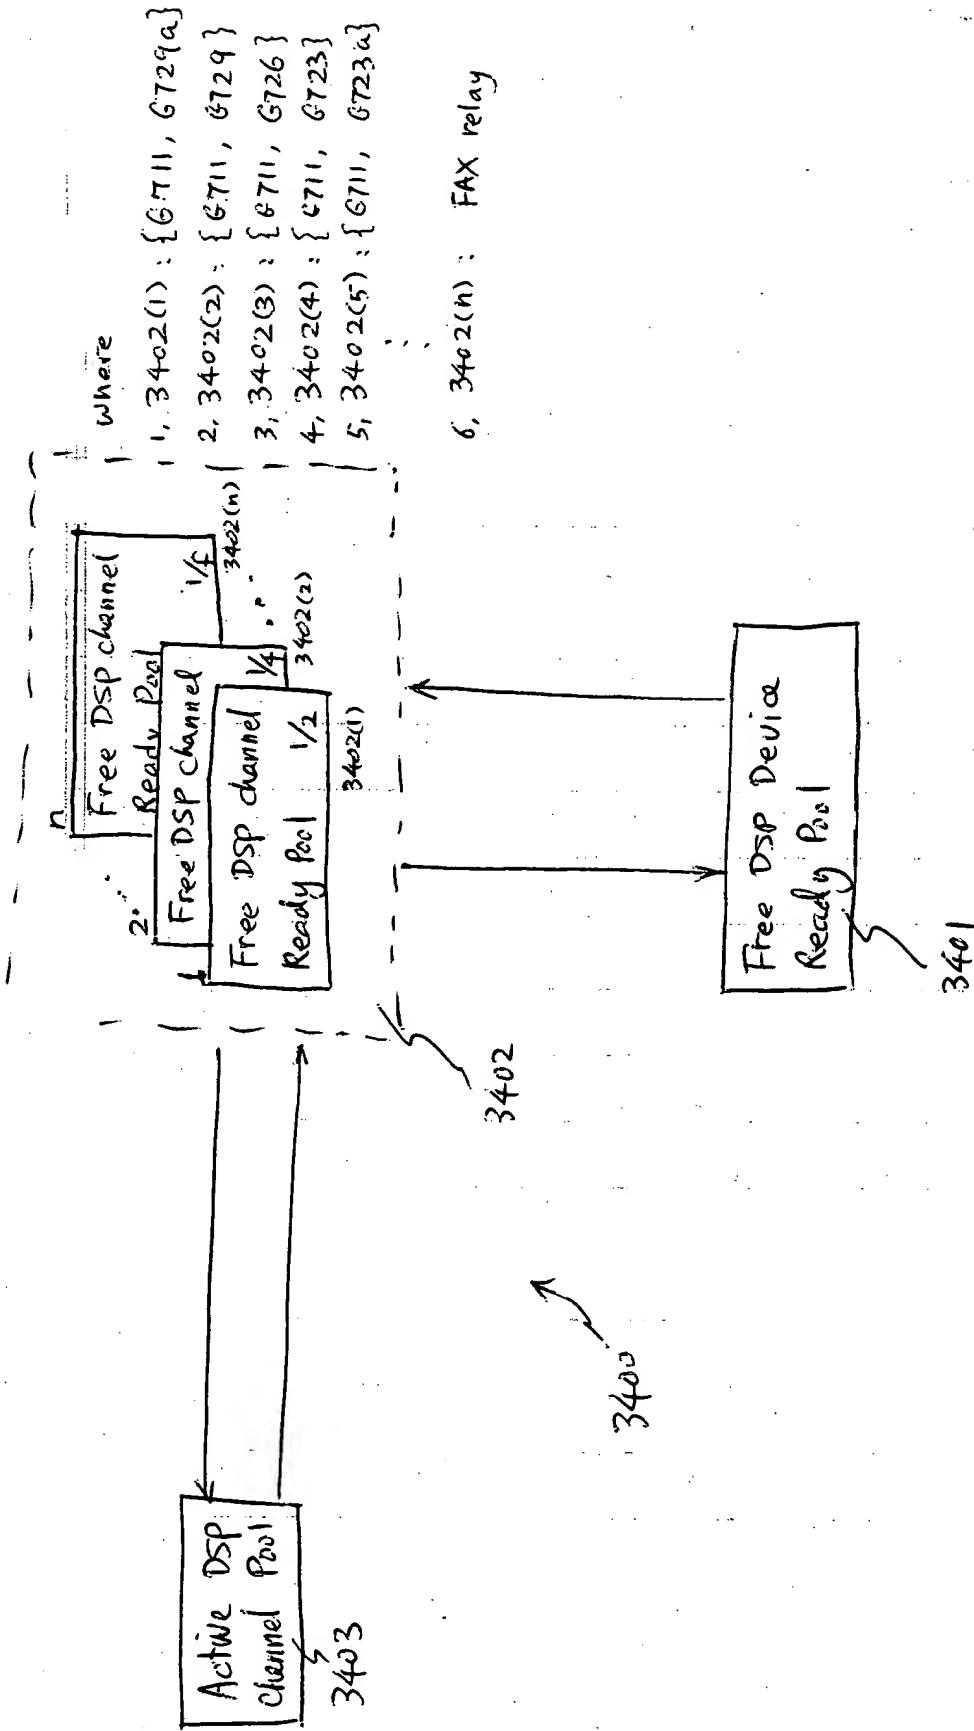 Active DSP
Channel Pool
3403
n
Free DSP channel
Ready Pool
1/f
3402(n)
2
Free DSP channel
1/4
3402(2)
Free DSP channel
Ready Pool 1/2
3402(1)
3402
where
1, 3402(1) : {G.711, G729a}
2, 3402(2) : {G.711, G729}
3, 3402(3) : {G711, G726}
4, 3402(4) : {G711, G723}
5, 3402(5) : {G711, G723a}
6, 3402(n) : FAX relay
Free DSP Device
Ready Pool
3401
3400